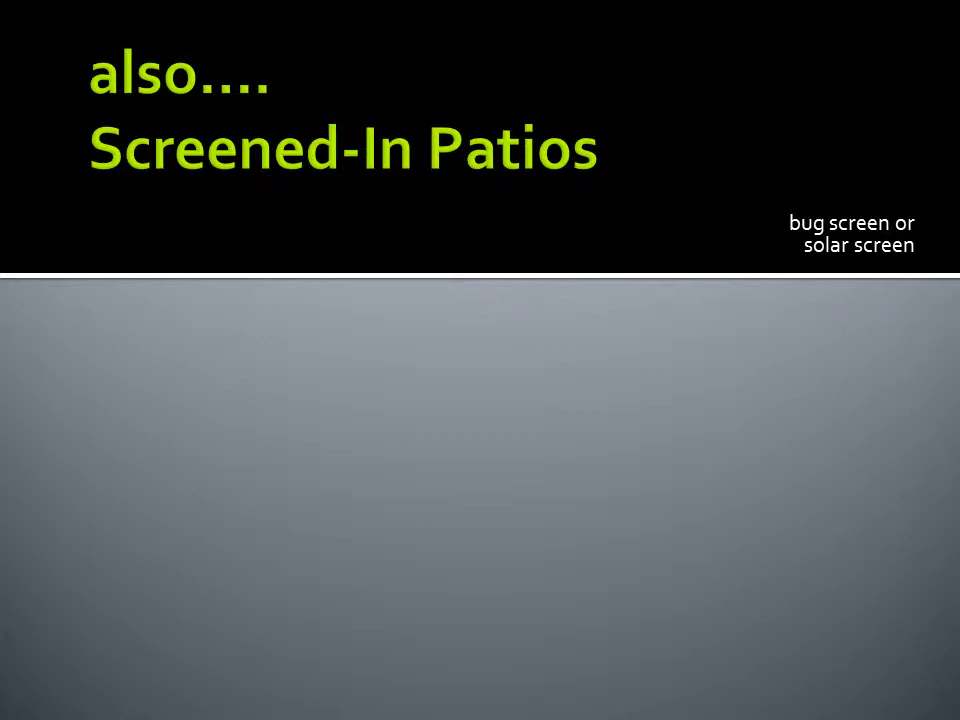 also....
Screened-In Patios
bug screen or
solar screen